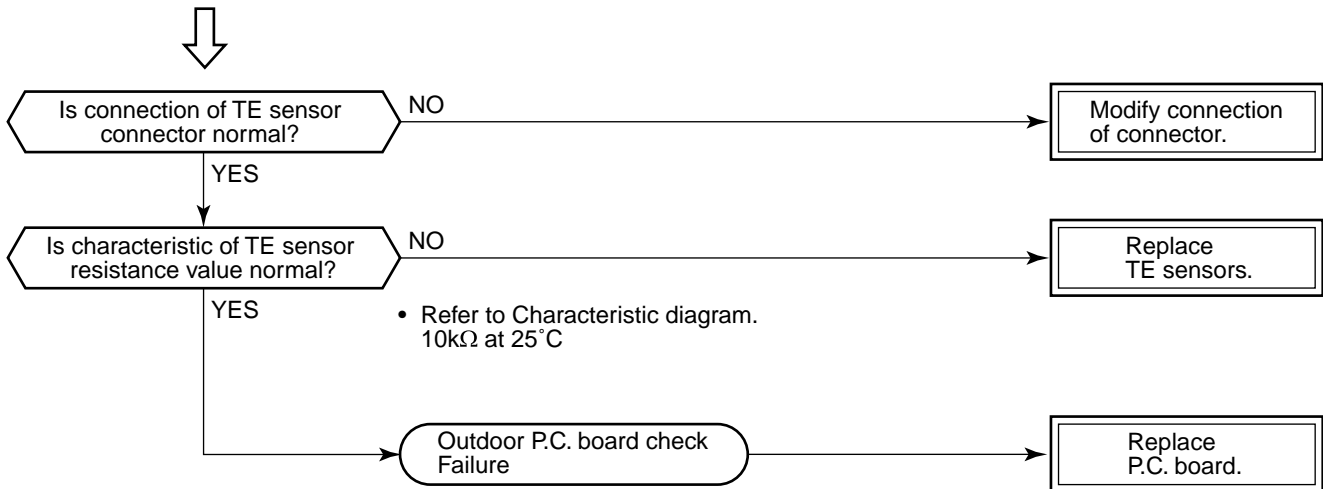 Is connection of TE sensor
connector normal?
NO
Modify connection
of connector.
YES
Is characteristic of TE sensor
resistance value normal?
NO
Replace
TE sensors.
YES
• Refer to Characteristic diagram.
10kΩ at 25˚C
Outdoor P.C. board check
Failure
Replace
P.C. board.